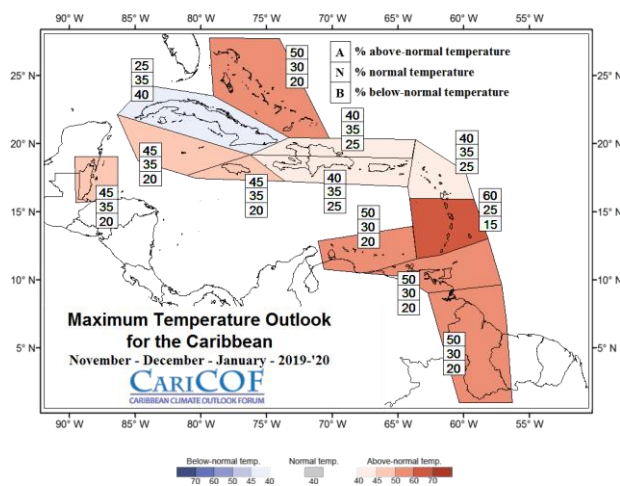 25° N
20° N
15° N
10° N
5° N
A % above-normal temperature
N % normal temperature
B % below-normal temperature
50
30
20
25
35
40
40
35
25
40
35
25
45
35
20
45
35
20
45
35
20
40
35
25
60
25
15
50
30
20
50
30
20
50
30
20
Maximum Temperature Outlook
for the Caribbean
November - December - January - 2019-'20
CARICOF
CARIBBEAN CLIMATE OUTLOOK FORUM
90° W 85° W 80° W 75° W 70° W 65° W 60° W 55° W
Below-normal temp. Normal temp. Above-normal temp.
70 60 50 45 40 40 40 45 50 60 70